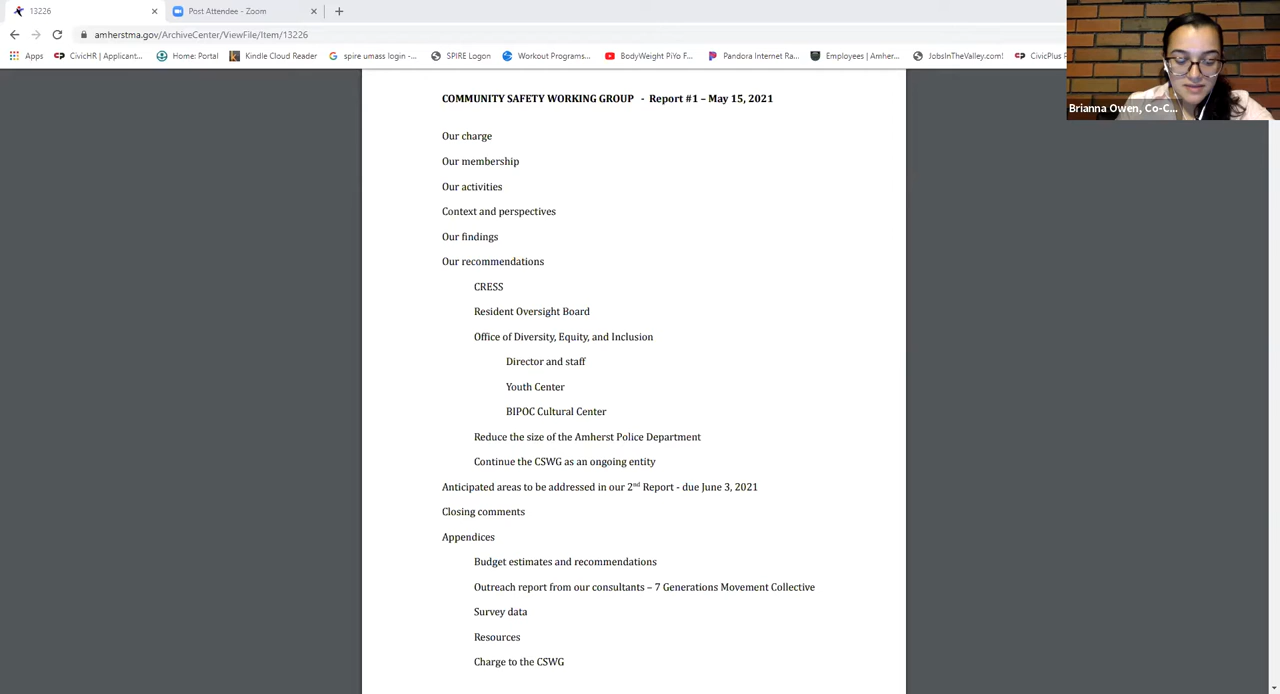 13226
Post Attendee - Zoom
amherstma.gov/ArchiveCenter/ViewFile/Item/13226
Apps
CivicHR | Applicant...
Home: Portal
Kindle Cloud Reader
spire umass login -...
SPIRE Logon
Workout Programs...
BodyWeight PiYo F...
Pandora Internet Ra...
Employees | Amher...
JobsInTheValley.com!
CivicPlus P
Brianna Owen, Co-C...
COMMUNITY SAFETY WORKING GROUP - Report #1 – May 15, 2021
Our charge
Our membership
Our activities
Context and perspectives
Our findings
Our recommendations
CRESS
Resident Oversight Board
Office of Diversity, Equity, and Inclusion
Director and staff
Youth Center
BIPOC Cultural Center
Reduce the size of the Amherst Police Department
Continue the CSWG as an ongoing entity
Anticipated areas to be addressed in our 2nd Report - due June 3, 2021
Closing comments
Appendices
Budget estimates and recommendations
Outreach report from our consultants – 7 Generations Movement Collective
Survey data
Resources
Charge to the CSWG